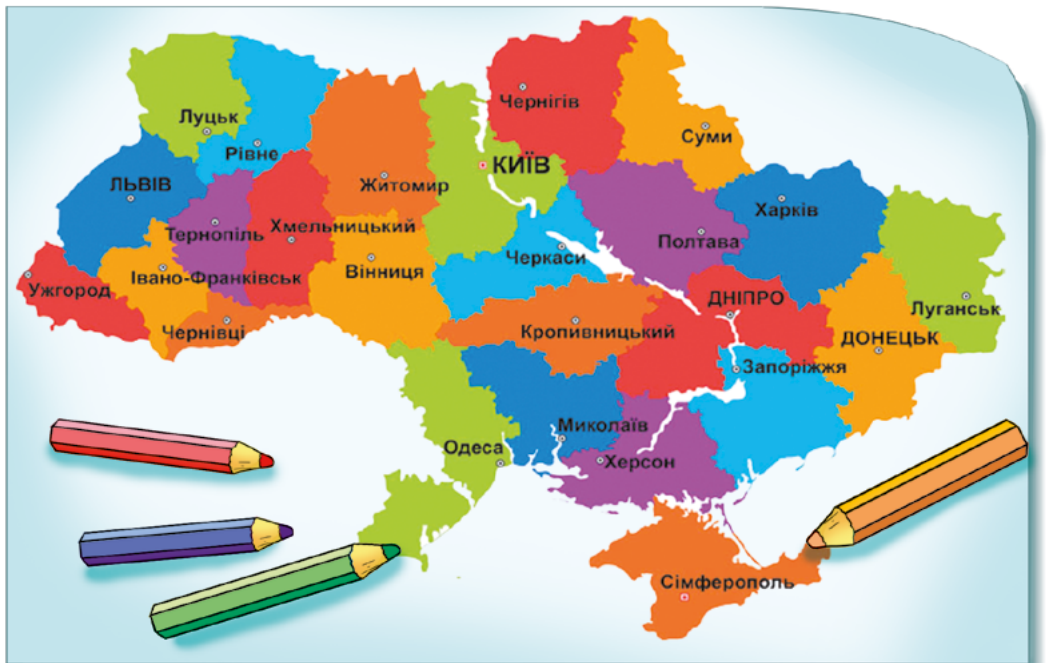 Чернігів
Луцьк
Суми
Рівне
КИЇВ
ЛЬВІВ
Житомир
Харків
Хмельницький
Тернопіль
Полтава
Черкаси
Вінниця
Івано-Франківськ
Ужгород
ДНІПРО
Луганськ
Чернівці
Кропивницький
ДОНЕЦЬК
Запоріжжя
Миколаїв
Одеса
Херсон
Сімферополь